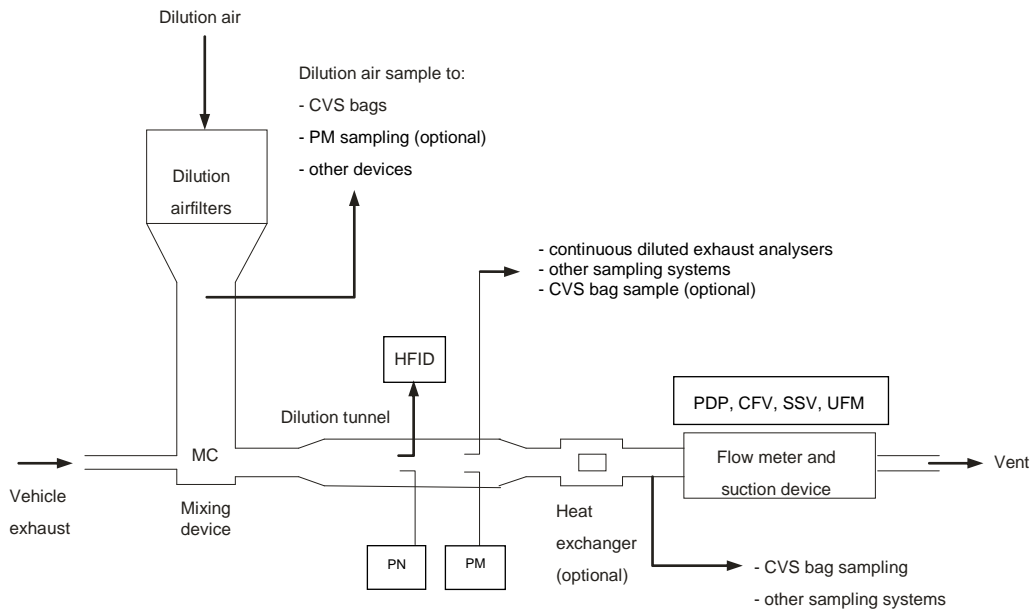 Dilution air
Dilution air sample to:
- CVS bags
- PM sampling (optional)
- other devices
Dilution
airfilters
- continuous diluted exhaust analysers
- other sampling systems
- CVS bag sample (optional)
HFID
PDP, CFV, SSV, UFM
Dilution tunnel
MC
Flow meter and
suction device
Vent
Vehicle
exhaust
Mixing
device
Heat
exchanger
(optional)
PN
PM
- CVS bag sampling
- other sampling systems